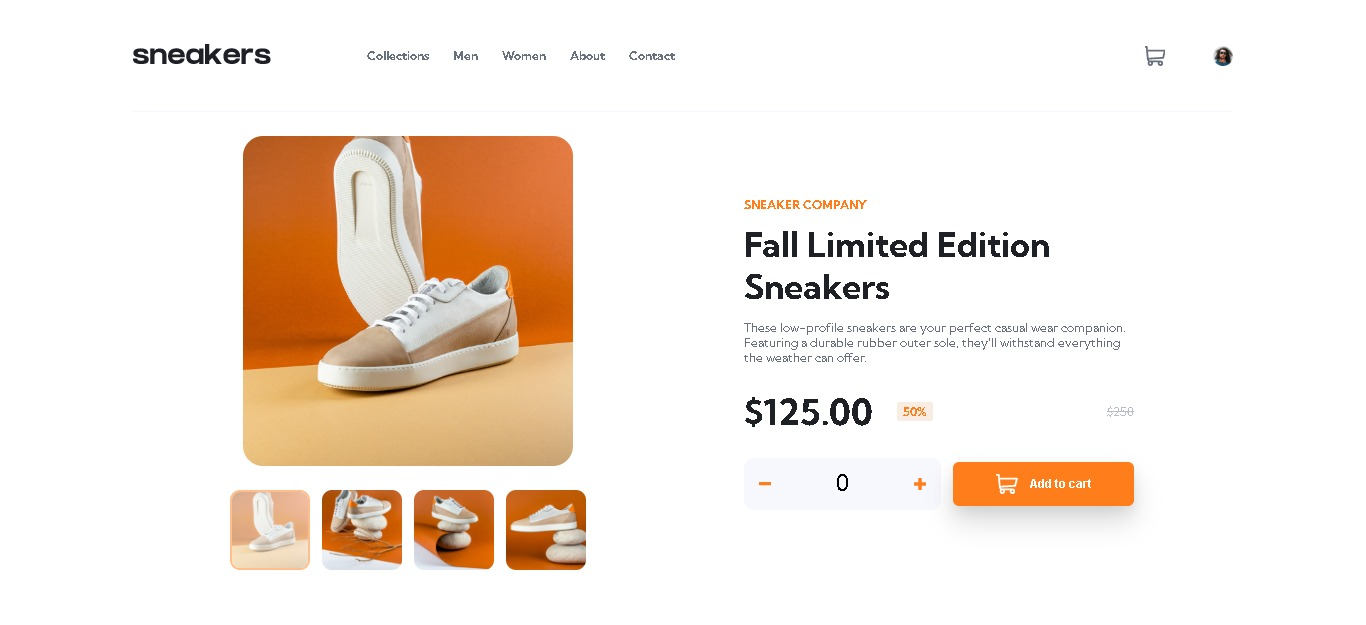 sneakers
Collections Men Women About Contact
SNEAKER COMPANY
Fall Limited Edition
Sneakers
These low-profile sneakers are your perfect casual wear companion.
Featuring a durable rubber outer sole, they'll withstand everything
the weather can offer.
$125.00 50% $250
0 Add to cart